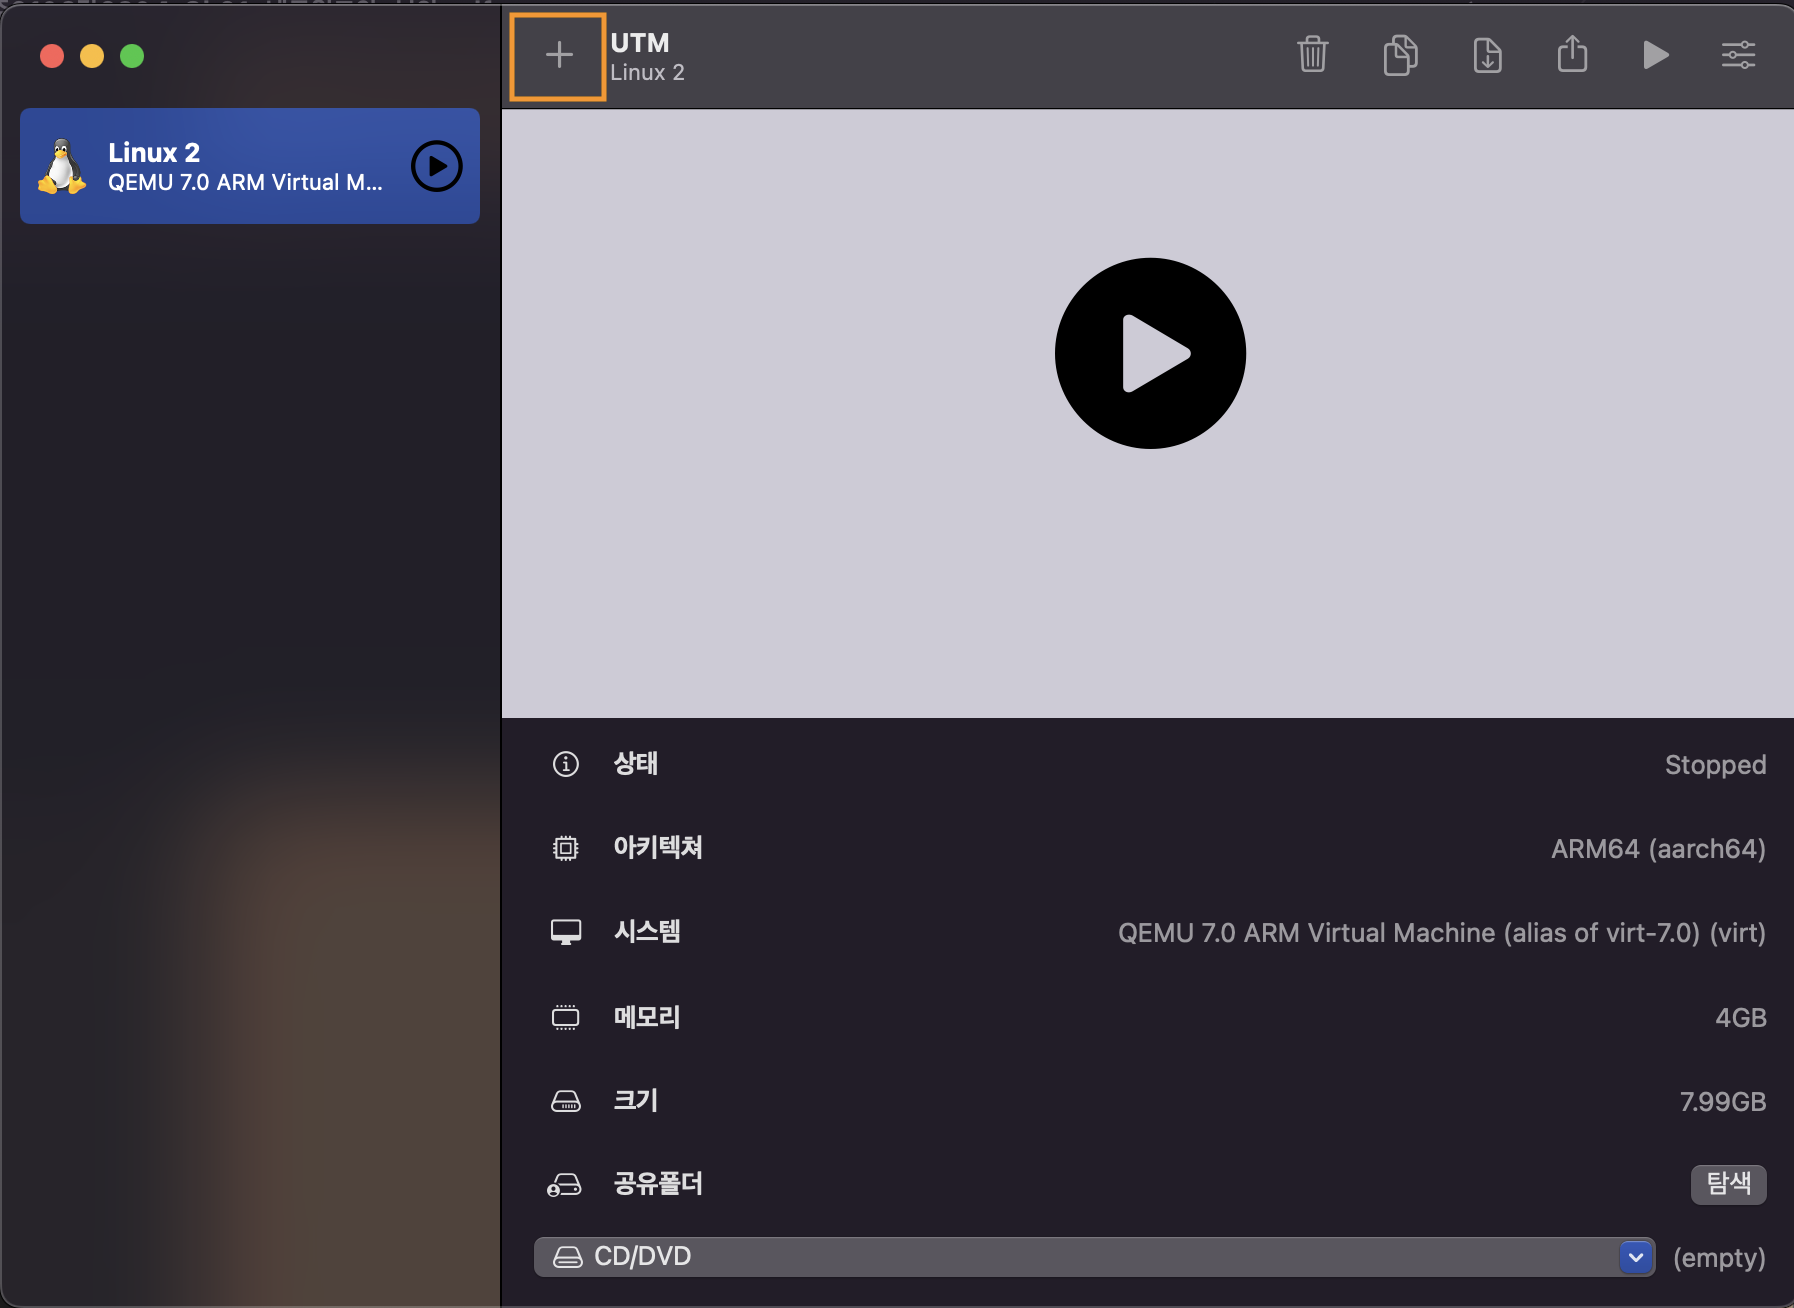 UTM
Linux 2
Linux 2
QEMU 7.0 ARM Virtual M...
상태
Stopped
아키텍쳐
ARM64 (aarch64)
시스템
QEMU 7.0 ARM Virtual Machine (alias of virt-7.0) (virt)
메모리
4GB
크기
7.99GB
공유폴더
탐색
CD/DVD
(empty)